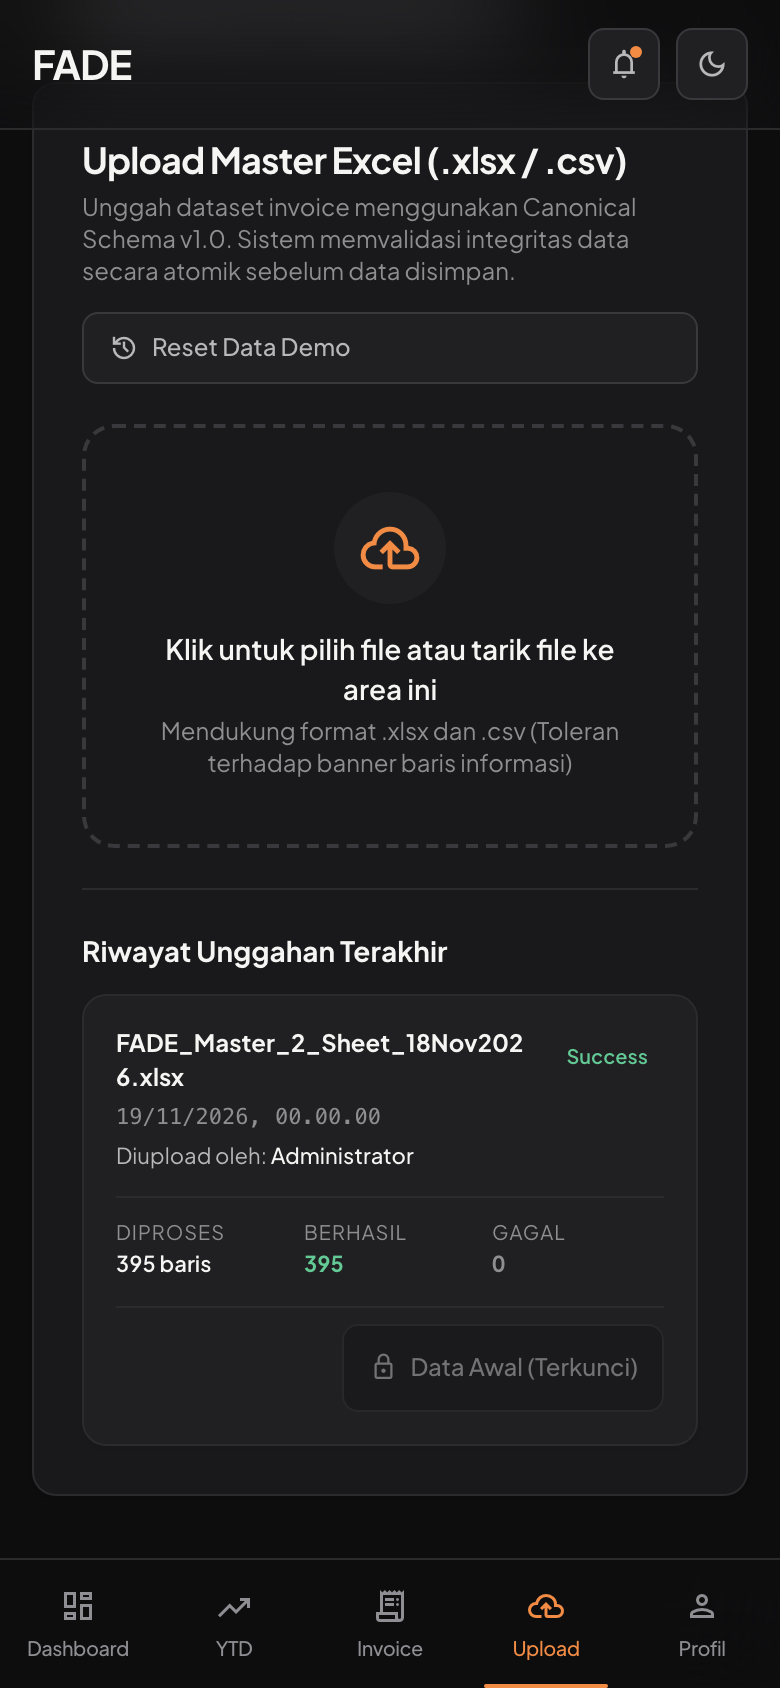 FADE
Upload Master Excel (.xlsx / .csv)
Unggah dataset invoice menggunakan Canonical
Schema v1.0. Sistem memvalidasi integritas data
secara atomik sebelum data disimpan.
Reset Data Demo
Klik untuk pilih file atau tarik file ke
area ini
Mendukung format .xlsx dan .csv (Toleran
terhadap banner baris informasi)
Riwayat Unggahan Terakhir
FADE_Master_2_Sheet_18Nov202
6.xlsx
Success
19/11/2026, 00.00.00
Diupload oleh: Administrator
DIPROSES BERHASIL GAGAL
395 baris 395 0
Data Awal (Terkunci)
Dashboard YTD Invoice Upload Profil